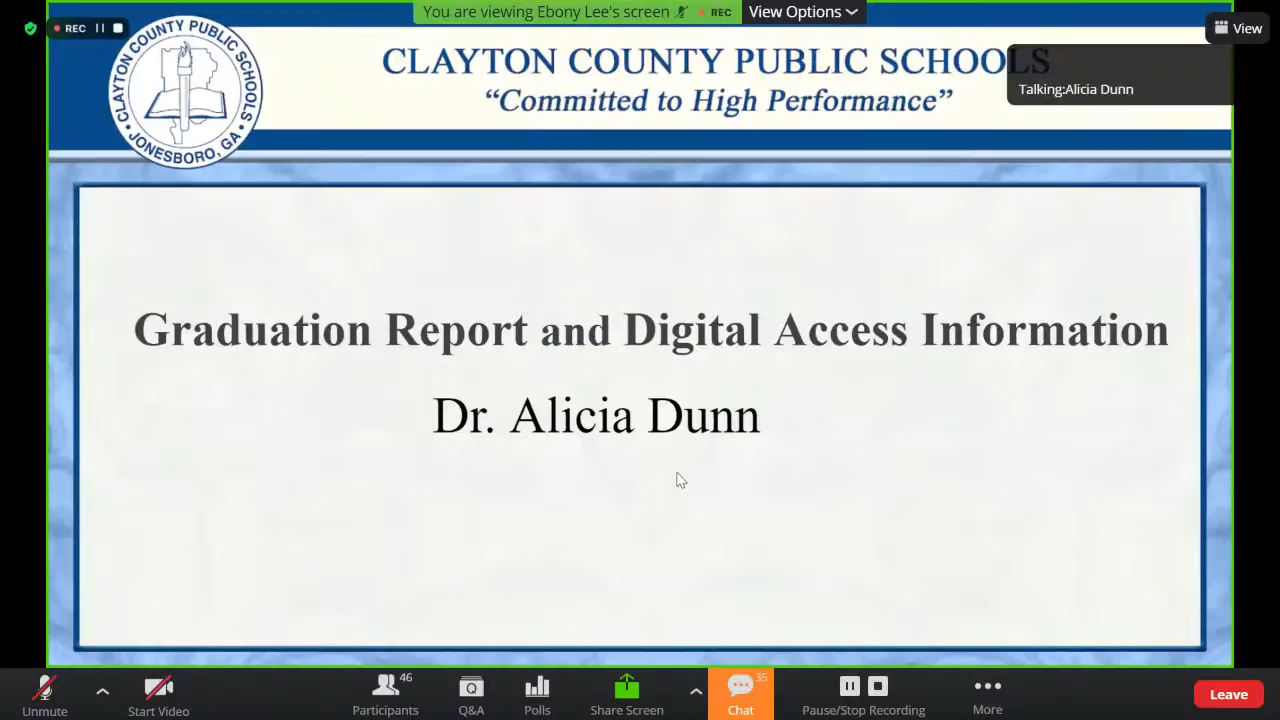 You are viewing Ebony Lee's screen
REC
View Options
REC
View
CLAYTON COUNTY PUBLIC SCHOOLS
JONESBORO, GA
CLAYTON COUNTY PUBLIC SCHOOLS
"Committed to High Performance"
Talking:Alicia Dunn
Graduation Report and Digital Access Information
Dr. Alicia Dunn
Unmute
Start Video
Participants
46
Q
Q&A
Polls
Share Screen
Chat
35
Pause/Stop Recording
More
Leave